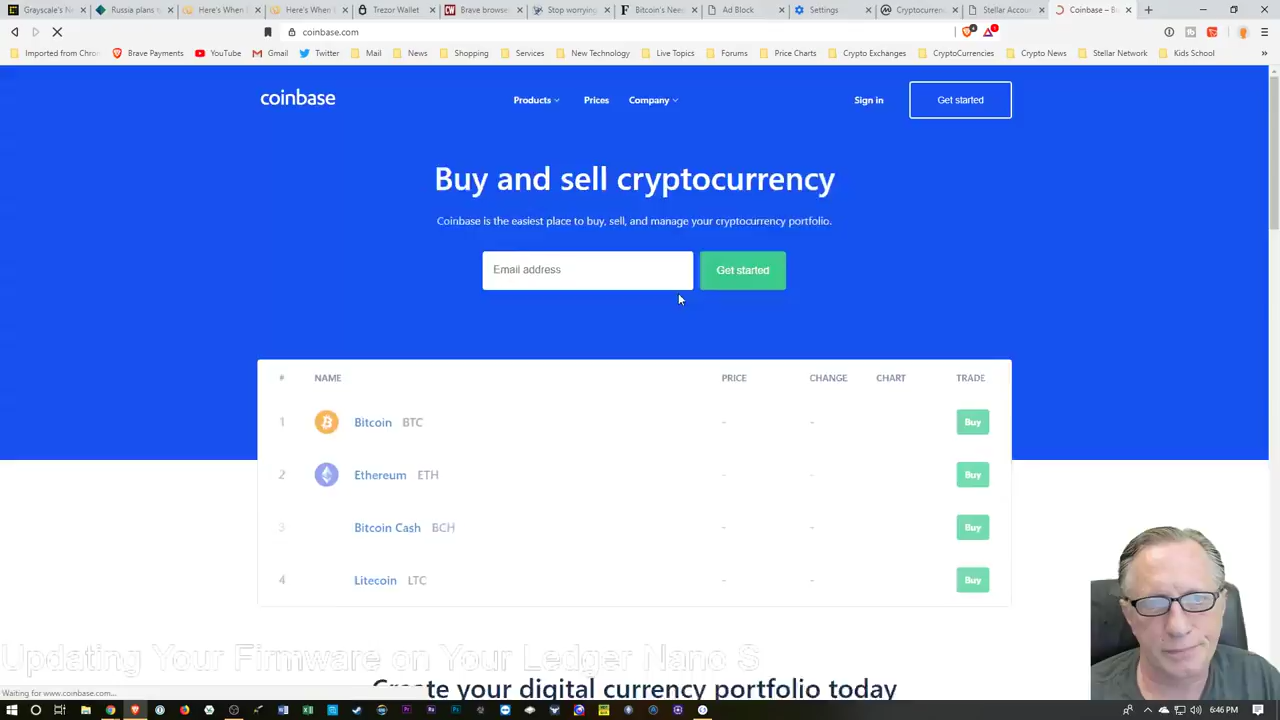 Grayscale's Ne
Russia plans t
Here's When
Here's When
Trezor Wallet
Brave browse
Stop worrying
Bitcoin's Nee
Ad Block
Settings
Cryptocurren
Stellar Accou
Coinbase – B
coinbase.com
Imported from Chrom
Brave Payments
YouTube
Gmail
Twitter
Mail
News
Shopping
Services
New Technology
Live Topics
Forums
Price Charts
Crypto Exchanges
CryptoCurrencies
Crypto News
Stellar Network
Kids School
coinbase
Products
Prices
Company
Sign in
Get started
Buy and sell cryptocurrency
Coinbase is the easiest place to buy, sell, and manage your cryptocurrency portfolio.
Email address
Get started
# NAME PRICE CHANGE CHART TRADE
1 Bitcoin BTC - - Buy
2 Ethereum ETH - - Buy
3 Bitcoin Cash BCH - - Buy
4 Litecoin LTC - - Buy
Updating Your Firmware on Your Ledger Nano S
Create your digital currency portfolio today
Waiting for www.coinbase.com...
6:46 PM